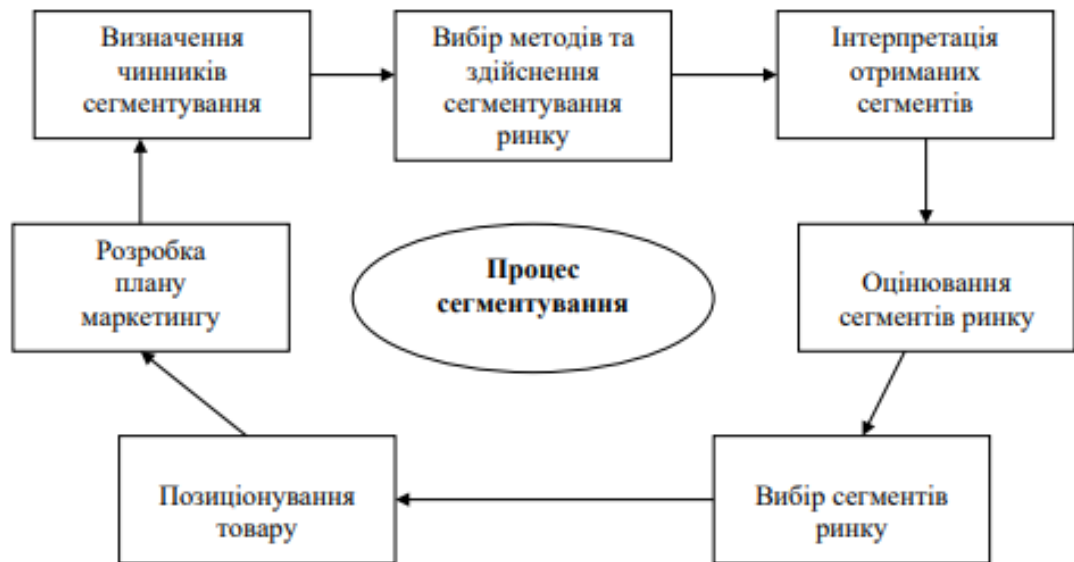 Визначення
чинників
сегментування
Вибір методів та
здійснення
сегментування
ринку
Інтерпретація
отриманих
сегментів
Розробка
плану
маркетингу
Процес
сегментування
Оцінювання
сегментів ринку
Позиціонування
товару
Вибір сегментів
ринку